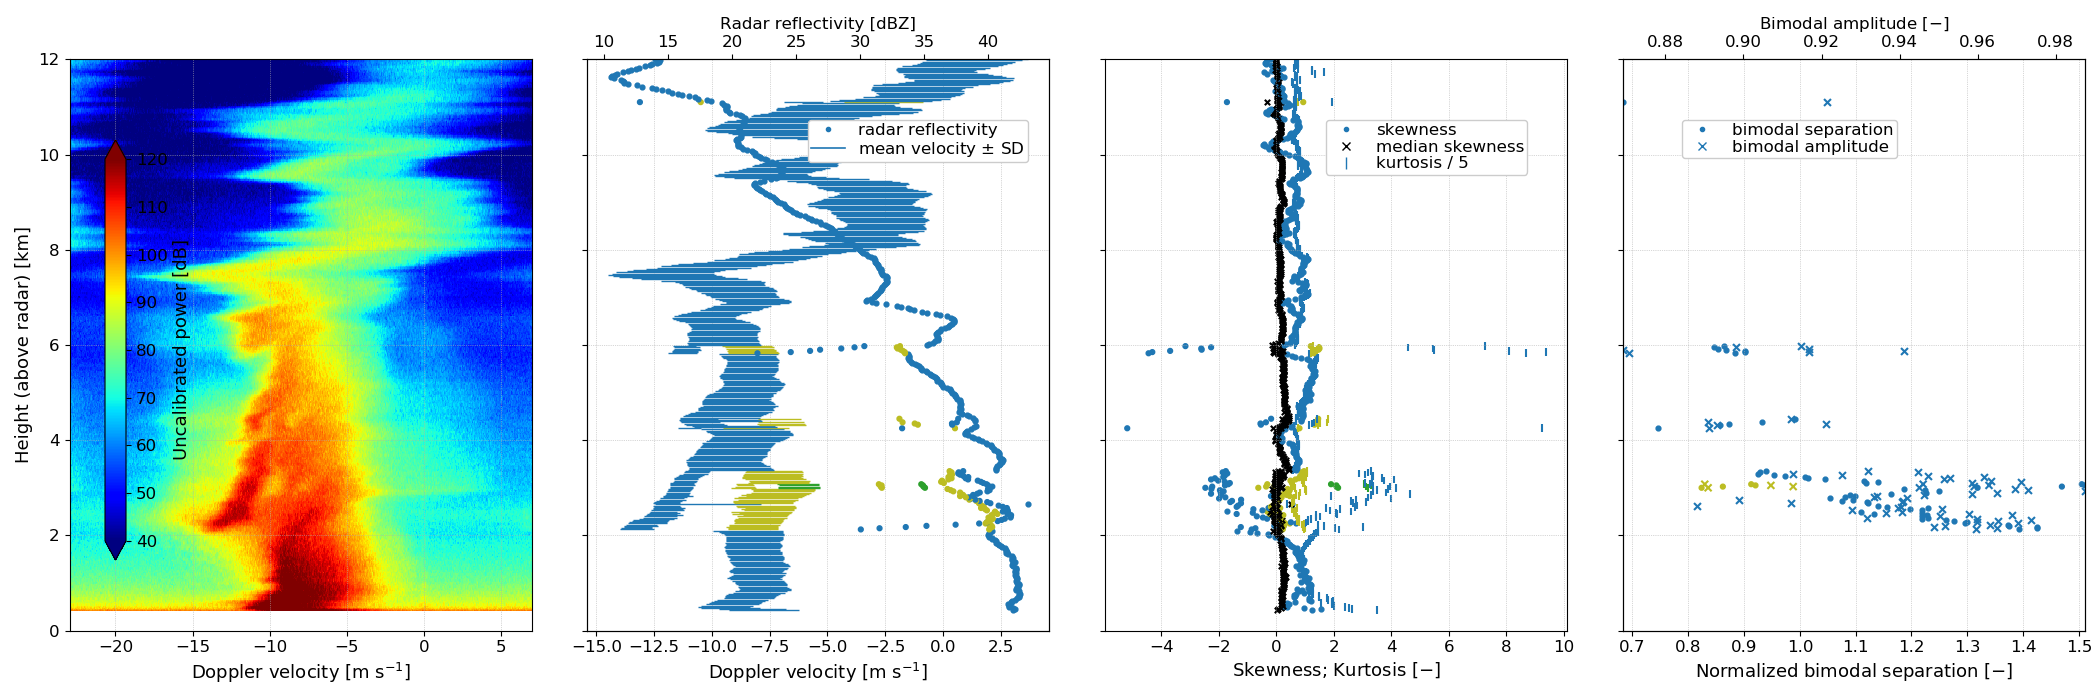 Radar reflectivity [dBZ]
10 15 20 25 30 35 40
Bimodal amplitude [−]
0.88 0.90 0.92 0.94 0.96 0.98
12
10
8
6
4
2
0
Height (above radar) [km]
120
110
100
90
80
70
60
50
40
Uncalibrated power [dB]
−20 −15 −10 −5 0 5
Doppler velocity [m s⁻¹]
radar reflectivity
mean velocity ± SD
−15.0 −12.5 −10.0 −7.5 −5.0 −2.5 0.0 2.5
Doppler velocity [m s⁻¹]
skewness
median skewness
kurtosis / 5
−4 −2 0 2 4 6 8 10
Skewness; Kurtosis [−]
bimodal separation
bimodal amplitude
0.7 0.8 0.9 1.0 1.1 1.2 1.3 1.4 1.5
Normalized bimodal separation [−]